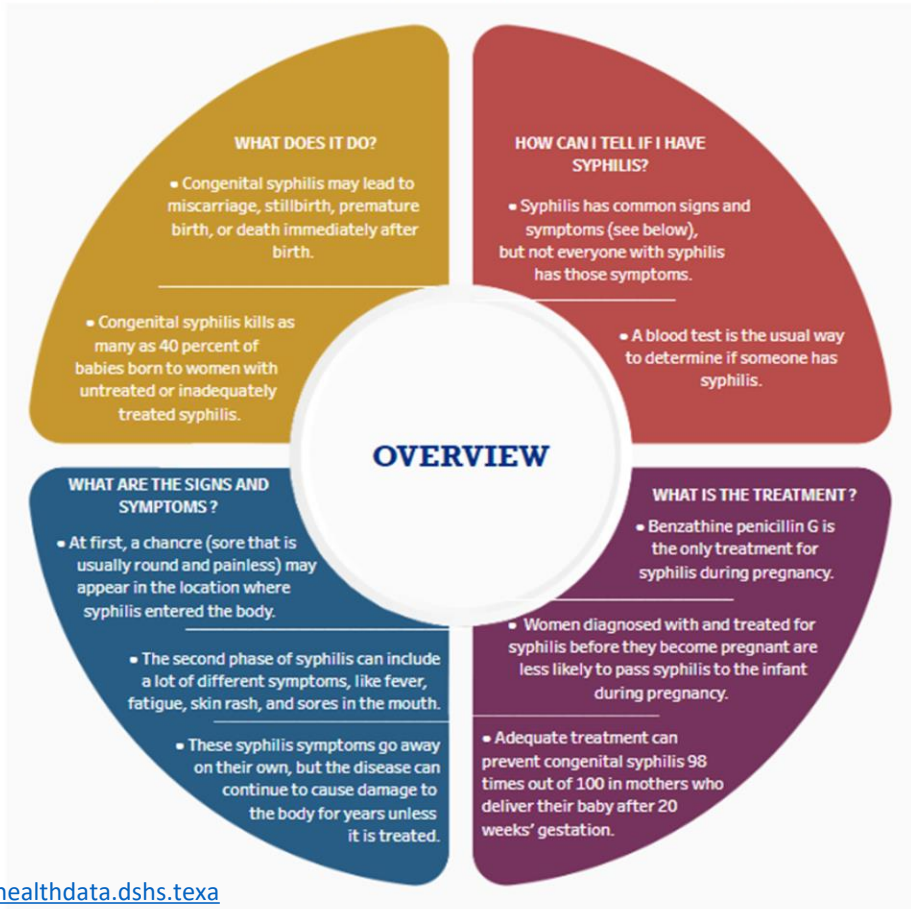 WHAT DOES IT DO?
• Congenital syphilis may lead to
miscarriage, stillbirth, premature
birth, or death immediately after
birth.
• Congenital syphilis kills as
many as 40 percent of
babies born to women with
untreated or inadequately
treated syphilis.
HOW CAN I TELL IF I HAVE
SYPHILIS?
• Syphilis has common signs and
symptoms (see below),
but not everyone with syphilis
has those symptoms.
• A blood test is the usual way
to determine if someone has
syphilis.
OVERVIEW
WHAT ARE THE SIGNS AND
SYMPTOMS ?
• At first, a chancre (sore that is
usually round and painless) may
appear in the location where
syphilis entered the body.
• The second phase of syphilis can include
a lot of different symptoms, like fever,
fatigue, skin rash, and sores in the mouth.
• These syphilis symptoms go away
on their own, but the disease can
continue to cause damage to
the body for years unless
it is treated.
WHAT IS THE TREATMENT ?
• Benzathine penicillin G is
the only treatment for
syphilis during pregnancy.
• Women diagnosed with and treated for
syphilis before they become pregnant are
less likely to pass syphilis to the infant
during pregnancy.
• Adequate treatment can
prevent congenital syphilis 98
times out of 100 in mothers who
deliver their baby after 20
weeks' gestation.
healthdata.dshs.texa